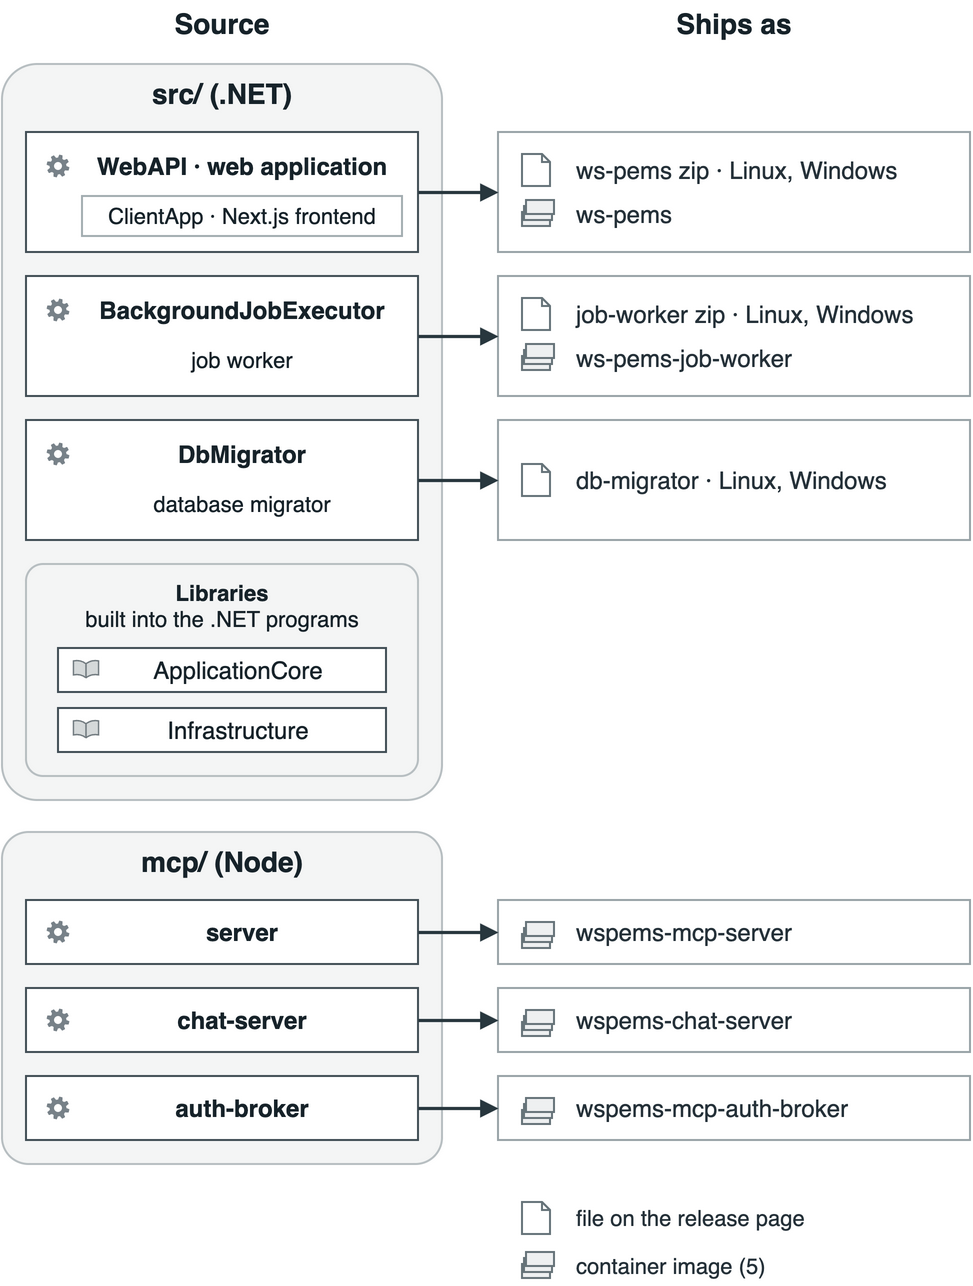 Source
Ships as
src/ (.NET)
WebAPI · web application
ClientApp · Next.js frontend
ws-pems zip · Linux, Windows
ws-pems
BackgroundJobExecutor
job worker
job-worker zip · Linux, Windows
ws-pems-job-worker
DbMigrator
database migrator
db-migrator · Linux, Windows
Libraries
built into the .NET programs
ApplicationCore
Infrastructure
mcp/ (Node)
server
wspems-mcp-server
chat-server
wspems-chat-server
auth-broker
wspems-mcp-auth-broker
file on the release page
container image (5)